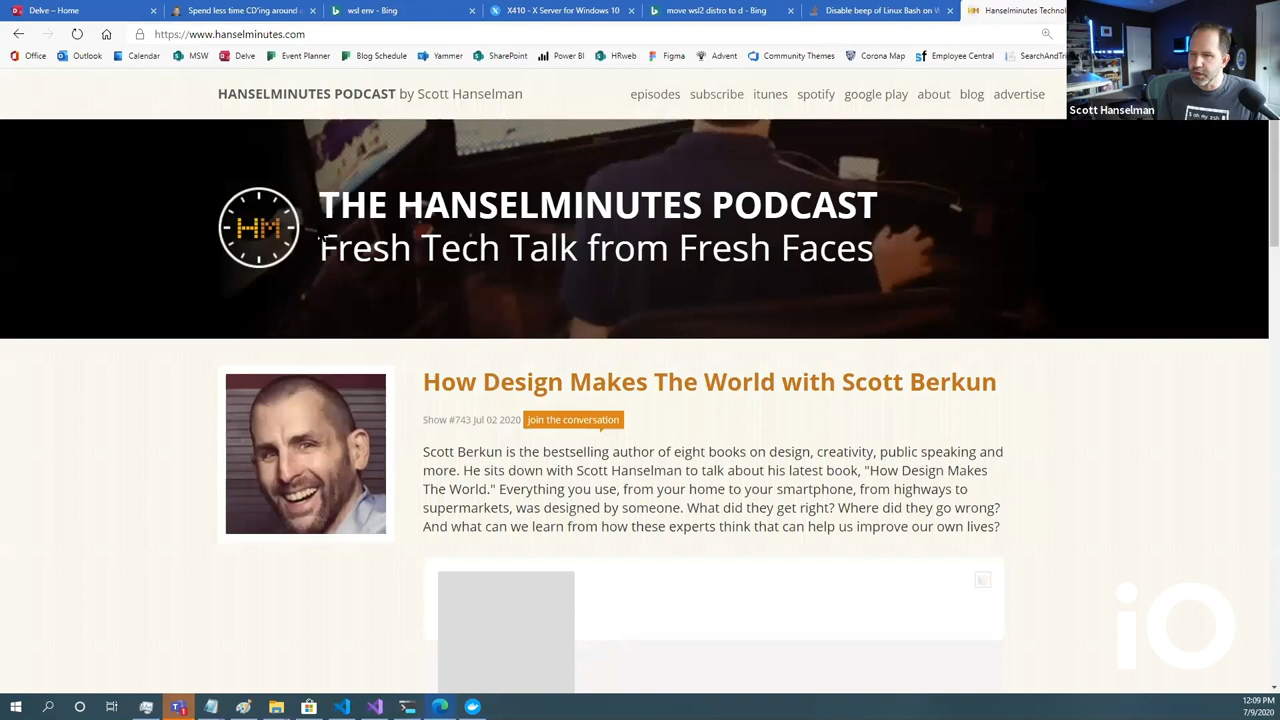 Delve – Home
Spend less time CD'ing around
wsl env - Bing
X410 - X Server for Windows 10
move wsl2 distro to d - Bing
Disable beep of Linux Bash on W
Hanselminutes Technolo
https://www.hanselminutes.com
Office
Outlook
Calendar
MSW
Delve
Event Planner
Blog Schedule
Yammer
SharePoint
Power BI
HRweb
Figma
Advent
Community Themes
Corona Map
Employee Central
SearchAndTr
Scott Hanselman
HANSELMINUTES PODCAST by Scott Hanselman
episodes subscribe itunes spotify google play about blog advertise
HM
THE HANSELMINUTES PODCAST
Fresh Tech Talk from Fresh Faces
How Design Makes The World with Scott Berkun
Show #743 Jul 02 2020 join the conversation
Scott Berkun is the bestselling author of eight books on design, creativity, public speaking and
more. He sits down with Scott Hanselman to talk about his latest book, "How Design Makes
The World." Everything you use, from your home to your smartphone, from highways to
supermarkets, was designed by someone. What did they get right? Where did they go wrong?
And what can we learn from how these experts think that can help us improve our own lives?
iO
12:09 PM
7/9/2020